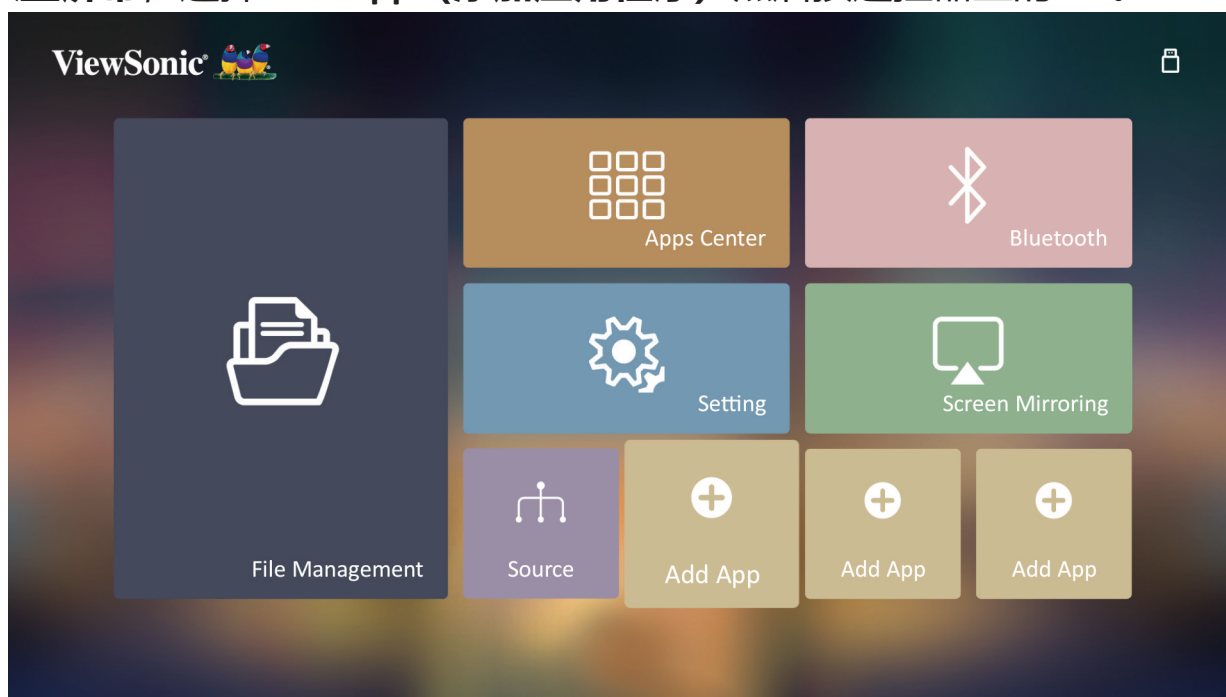 ViewSonic®
Apps Center
Bluetooth
Setting
Screen Mirroring
File Management
Source
Add App
Add App
Add App